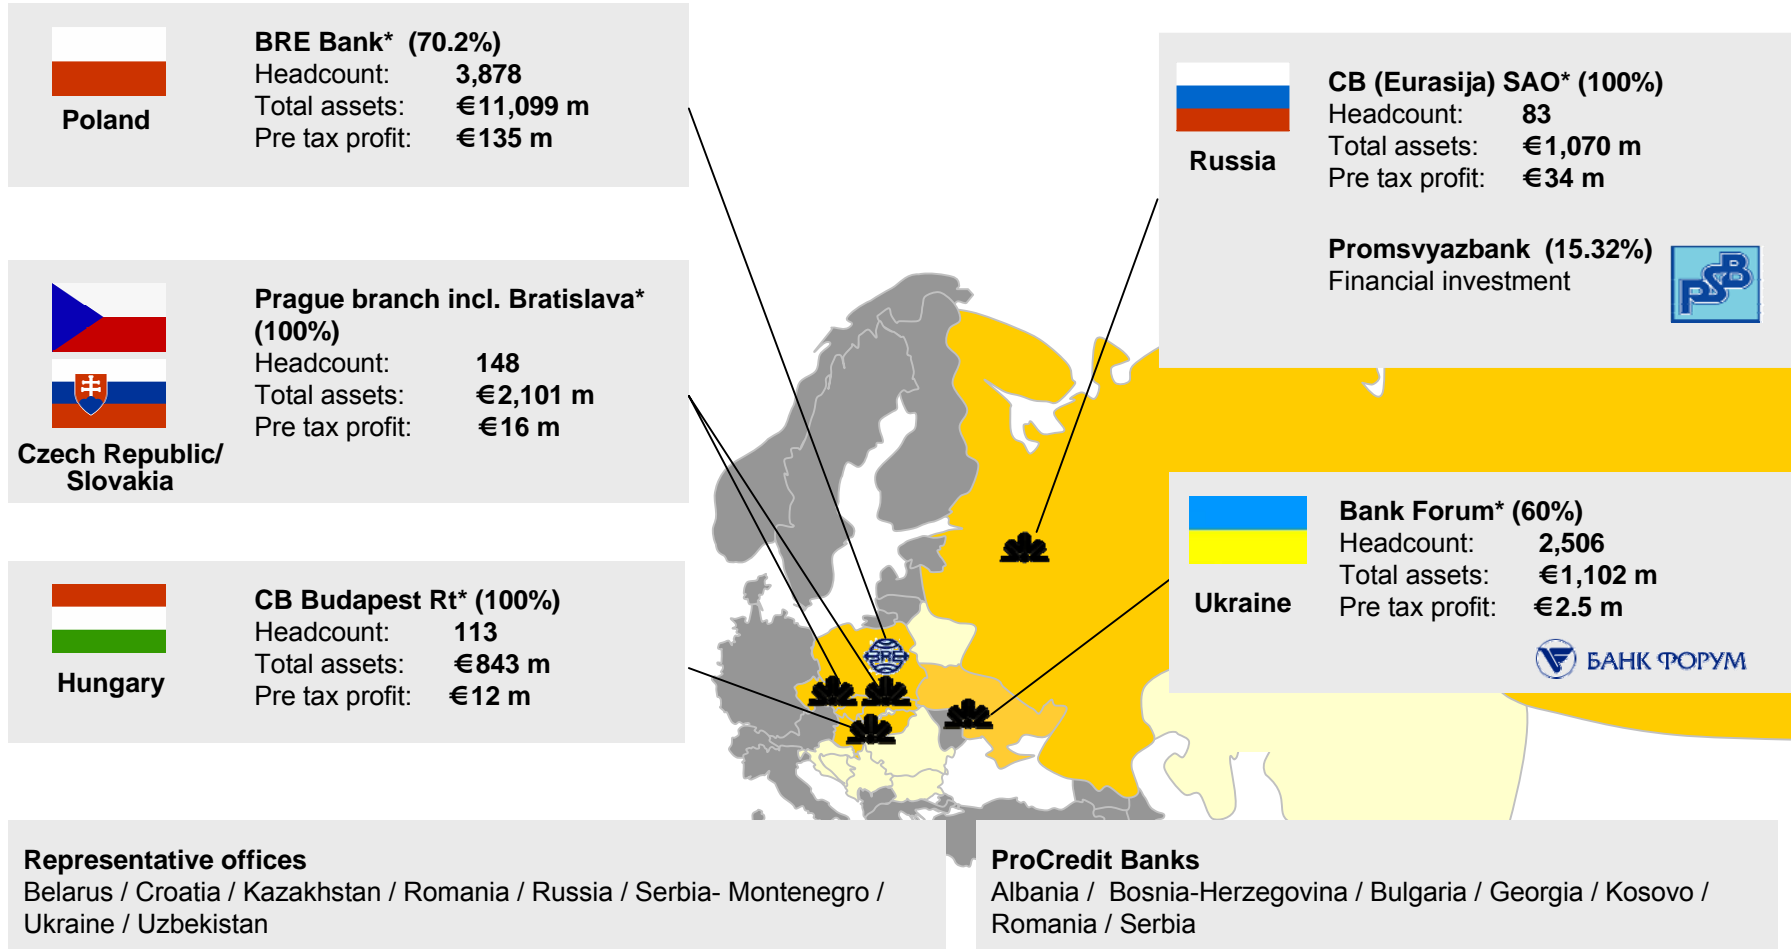 BRE Bank* (70.2%)
Headcount: 3,878
Total assets: €11,099 m
Pre tax profit: €135 m
Poland
Prague branch incl. Bratislava*
(100%)
Headcount: 148
Total assets: €2,101 m
Pre tax profit: €16 m
Czech Republic/
Slovakia
CB Budapest Rt* (100%)
Headcount: 113
Total assets: €843 m
Pre tax profit: €12 m
Hungary
CB (Eurasija) SAO* (100%)
Headcount: 83
Total assets: €1,070 m
Pre tax profit: €34 m
Russia
Promsvyazbank (15.32%)
Financial investment
PSB
Bank Forum* (60%)
Headcount: 2,506
Total assets: €1,102 m
Pre tax profit: €2.5 m
Ukraine
БАНК ФОРУМ
BRE
Representative offices
Belarus / Croatia / Kazakhstan / Romania / Russia / Serbia- Montenegro /
Ukraine / Uzbekistan
ProCredit Banks
Albania / Bosnia-Herzegovina / Bulgaria / Georgia / Kosovo /
Romania / Serbia